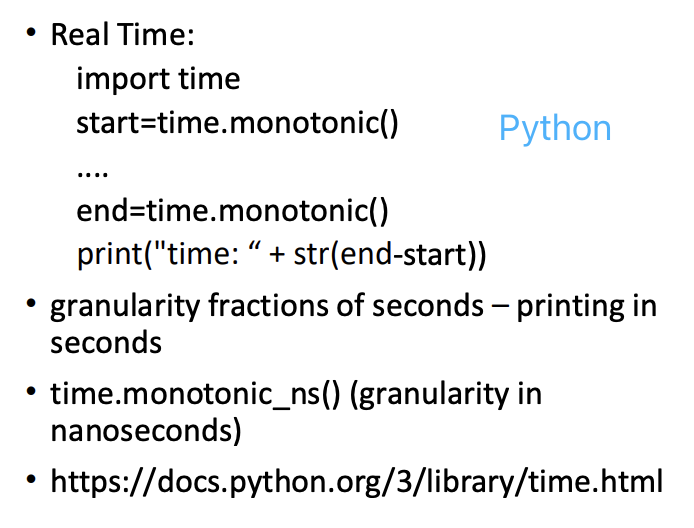 • Real Time:
import time
start=time.monotonic()
Python
....
end=time.monotonic()
print("time: “ + str(end-start))
• granularity fractions of seconds – printing in
seconds
• time.monotonic_ns() (granularity in
nanoseconds)
• https://docs.python.org/3/library/time.html